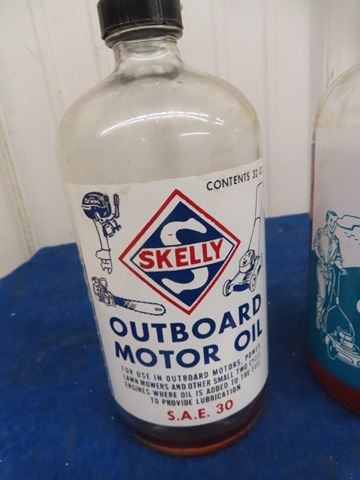 CONTENTS 32
SKELLY
S
OUTBOARD
MOTOR OIL
FOR USE IN OUTBOARD MOTORS, POWER
LAWN MOWERS AND OTHER SMALL TWO CYCLE
ENGINES WHERE OIL IS ADDED TO THE FUEL
TO PROVIDE LUBRICATION
S.A.E. 30